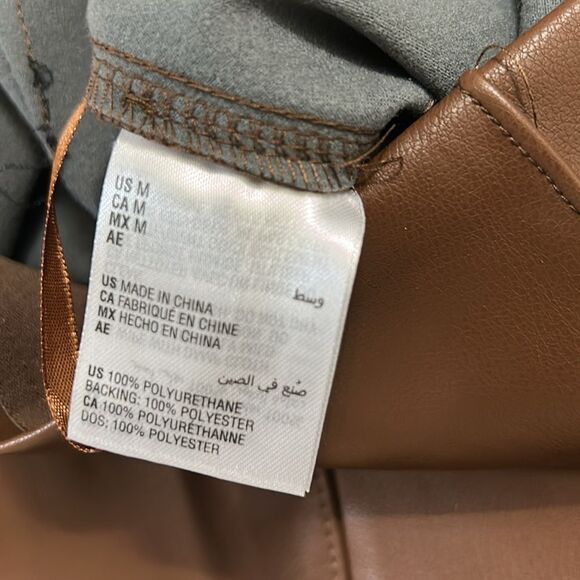 US M
CA M
MX M
AE
وسط
US MADE IN CHINA
CA FABRIQUÉ EN CHINE
MX HECHO EN CHINA
AE
صُنع في الصين
US 100% POLYURETHANE
BACKING: 100% POLYESTER
CA 100% POLYURÉTHANNE
DOS: 100% POLYESTER